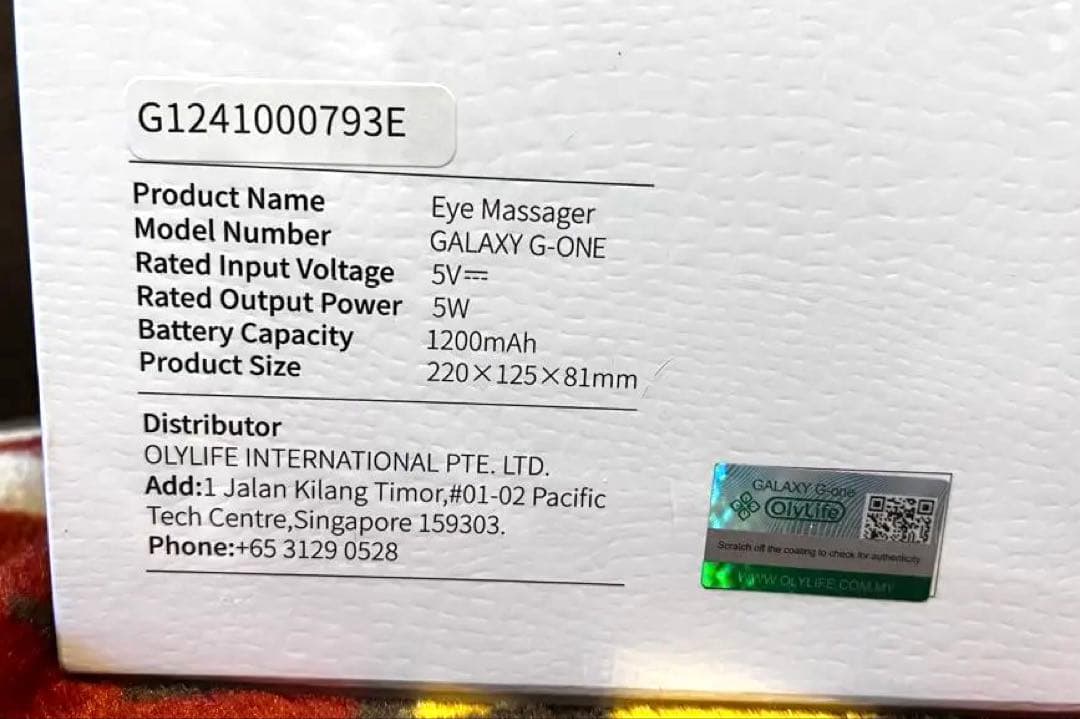 G1241000793E
Product Name Eye Massager
Model Number GALAXY G-ONE
Rated Input Voltage 5V⎓
Rated Output Power 5W
Battery Capacity 1200mAh
Product Size 220×125×81mm
Distributor
OLYLIFE INTERNATIONAL PTE. LTD.
Add:1 Jalan Kilang Timor,#01-02 Pacific
Tech Centre,Singapore 159303.
Phone:+65 3129 0528
GALAXY G-one
OlyLife
Scratch off the coating to check for authenticity
WWW.OLYLIFE.COM.MY